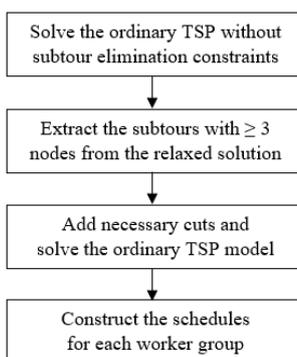 Solve the ordinary TSP without
subtour elimination constraints
Extract the subtours with ≥ 3
nodes from the relaxed solution
Add necessary cuts and
solve the ordinary TSP model
Construct the schedules
for each worker group